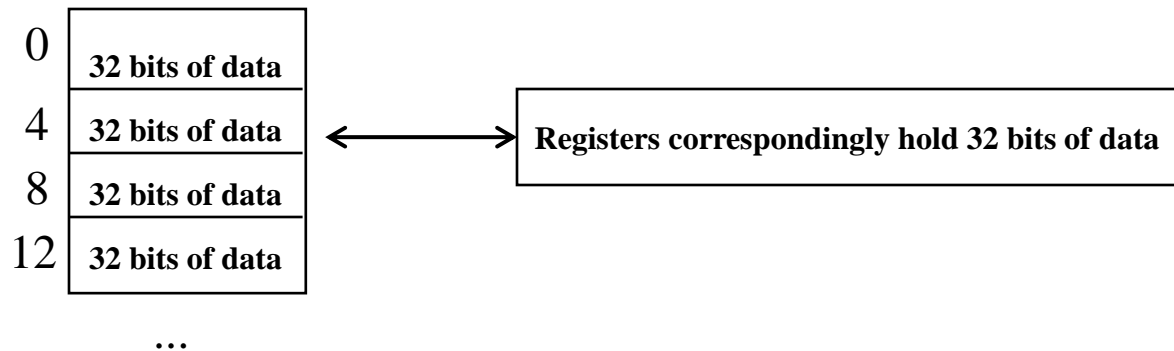 0 32 bits of data
4 32 bits of data
Registers correspondingly hold 32 bits of data
8 32 bits of data
12 32 bits of data
...